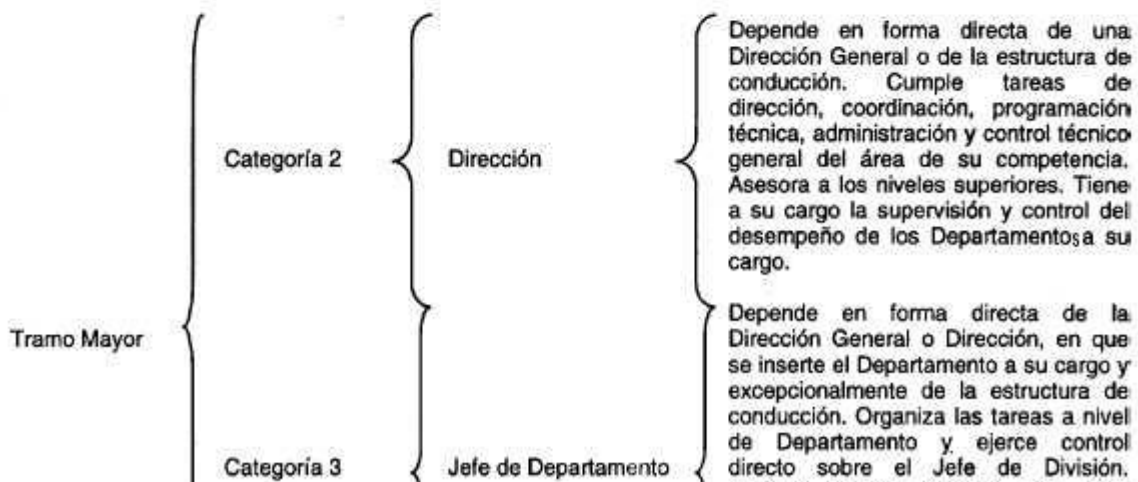 Depende en forma directa de una
Dirección General o de la estructura de
conducción. Cumple tareas de
dirección, coordinación, programación
técnica, administración y control técnico
Categoría 2 Dirección general del área de su competencia.
Asesora a los niveles superiores. Tiene
a su cargo la supervisión y control del
desempeño de los Departamentos a su
cargo.
Tramo Mayor
Depende en forma directa de la
Dirección General o Dirección, en que
se inserte el Departamento a su cargo y
excepcionalmente de la estructura de
conducción. Organiza las tareas a nivel
de Departamento y ejerce control
Categoría 3 Jefe de Departamento directo sobre el Jefe de División.